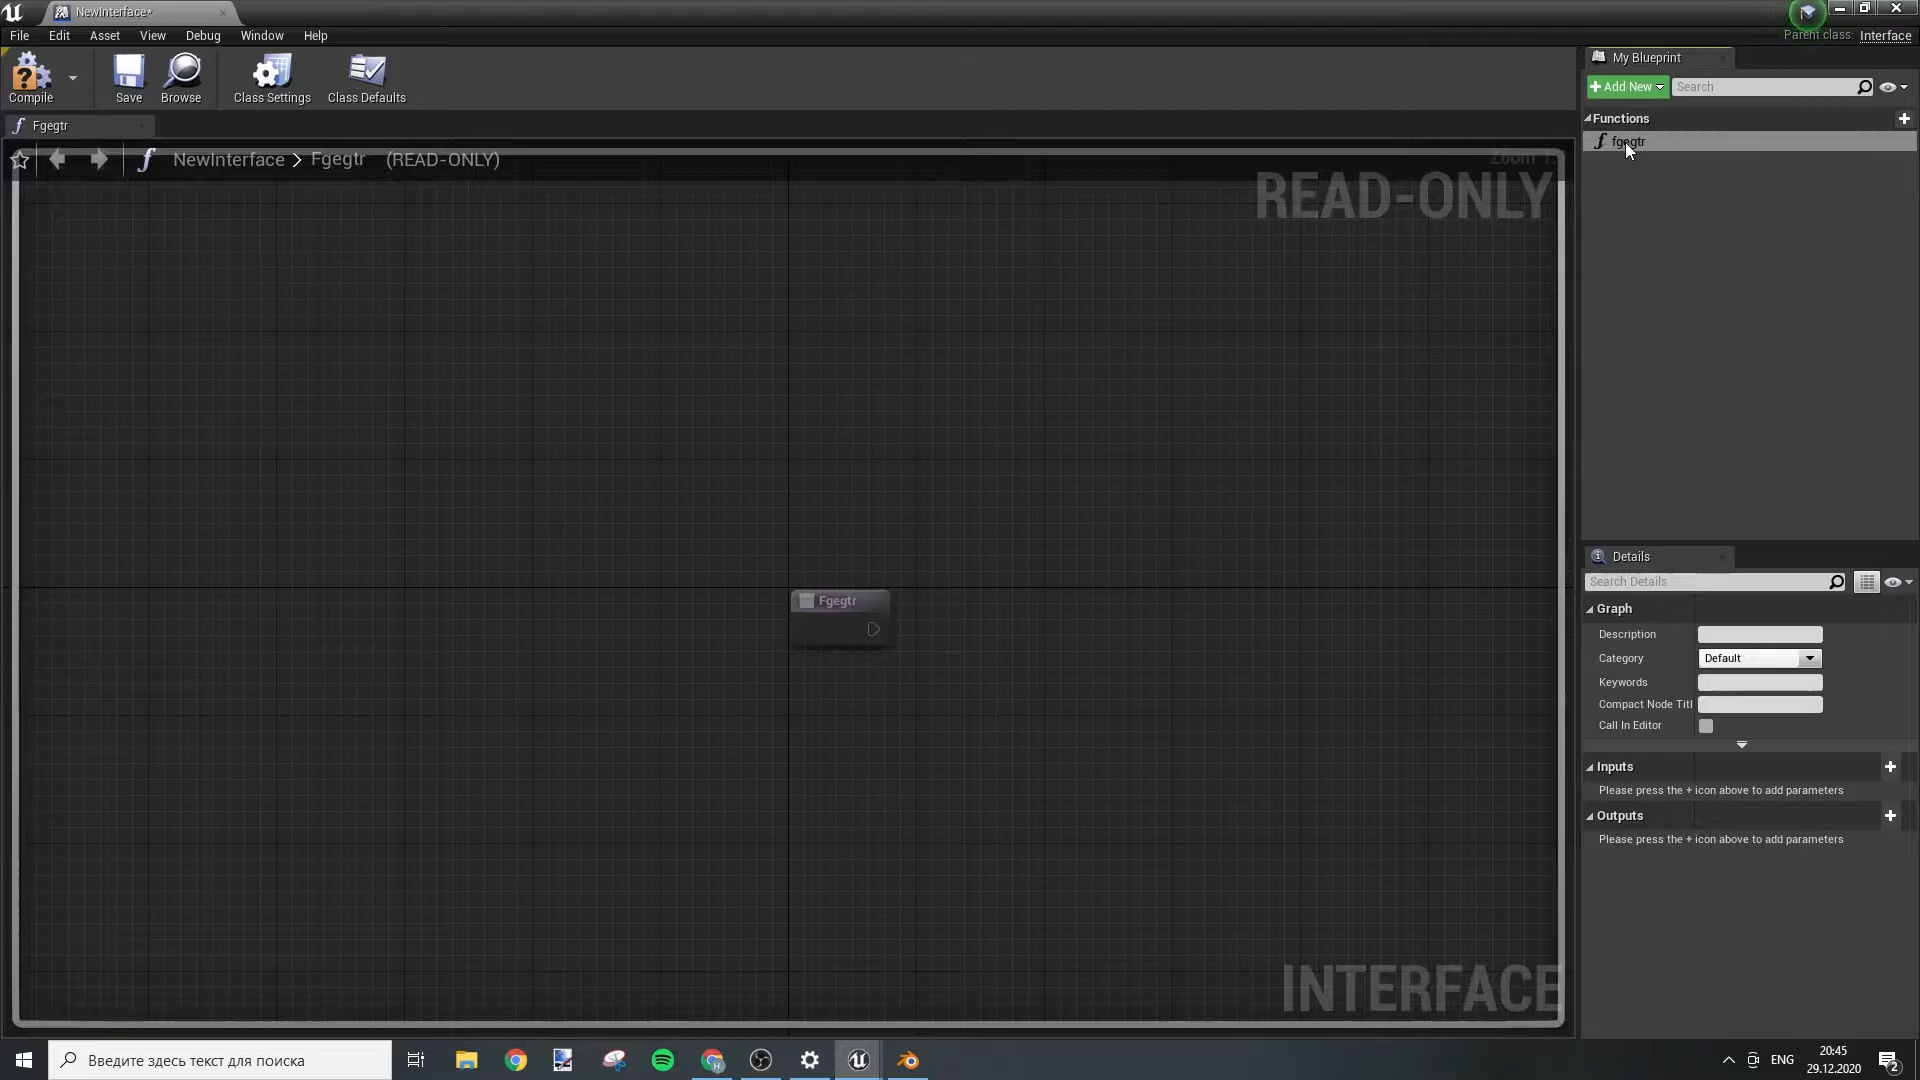 NewInterface*
File Edit Asset View Debug Window Help
Parent class: Interface
Compile Save Browse Class Settings Class Defaults
My Blueprint
Add New Search
Functions
fgegtr
Fgegtr
NewInterface > Fgegtr (READ-ONLY)
Zoom 1:
READ-ONLY
Fgegtr
INTERFACE
Details
Search Details
Graph
Description
Category Default
Keywords
Compact Node Titl
Call In Editor
Inputs
Please press the + icon above to add parameters
Outputs
Please press the + icon above to add parameters
Введите здесь текст для поиска
ENG
20:45
29.12.2020
2